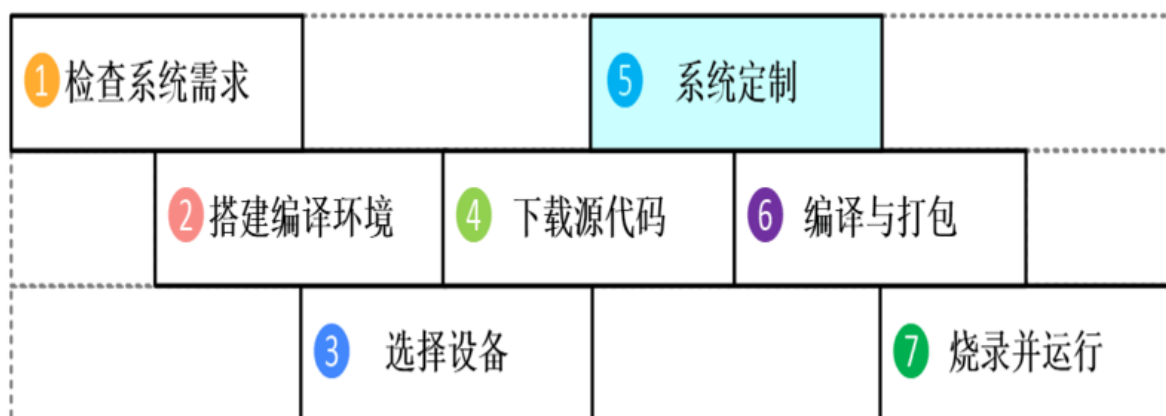 1 检查系统需求
5 系统定制
2 搭建编译环境
4 下载源代码
6 编译与打包
3 选择设备
7 烧录并运行